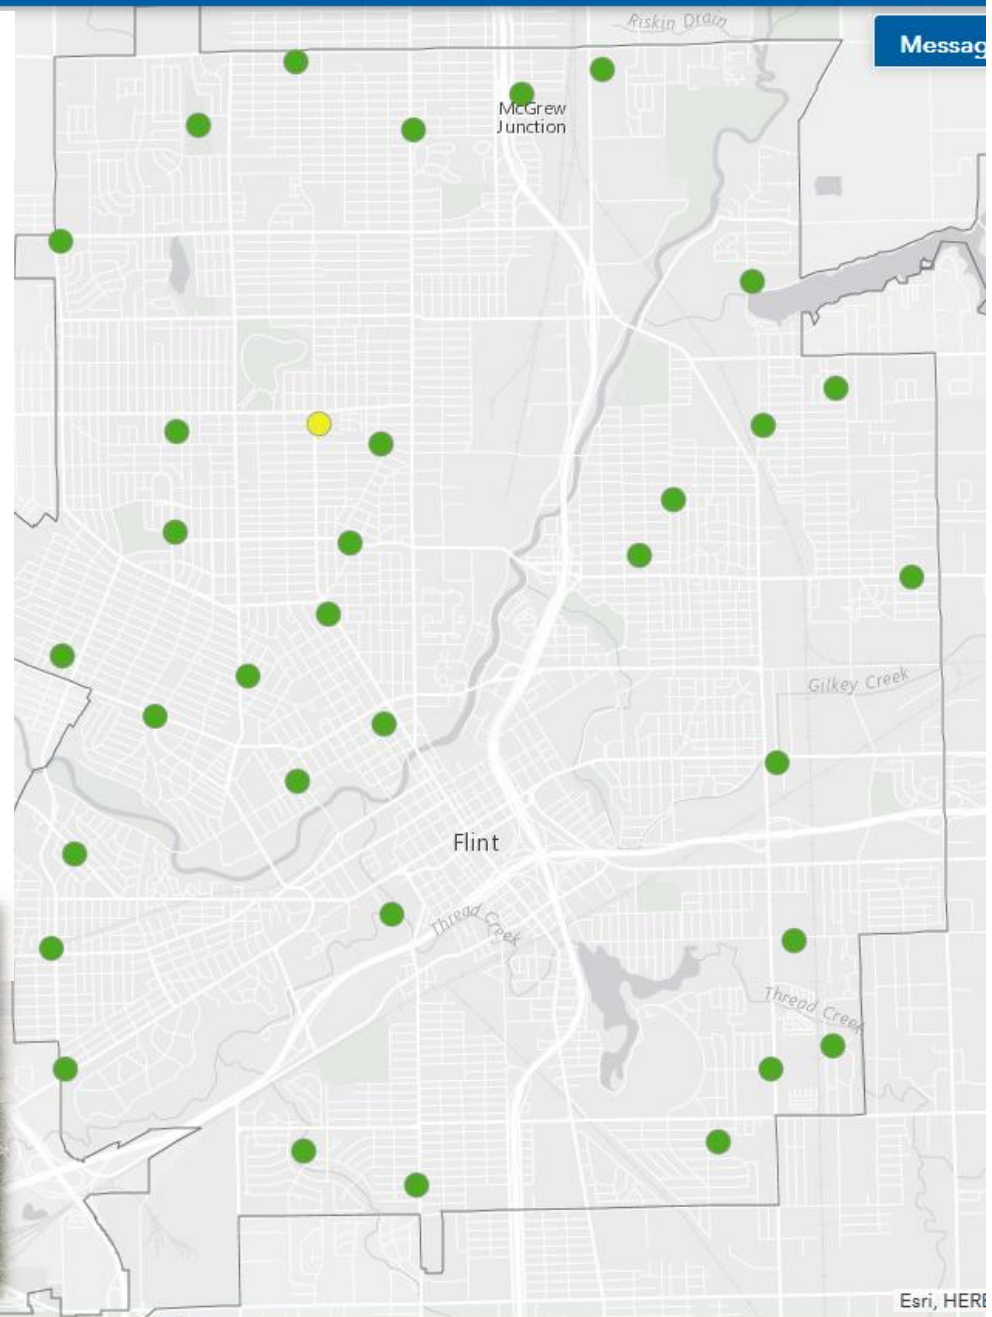 Riskin Drain
Messag
McGrew
Junction
Gilkey Creek
Flint
Thread Creek
Thread Creek
Esri, HERE